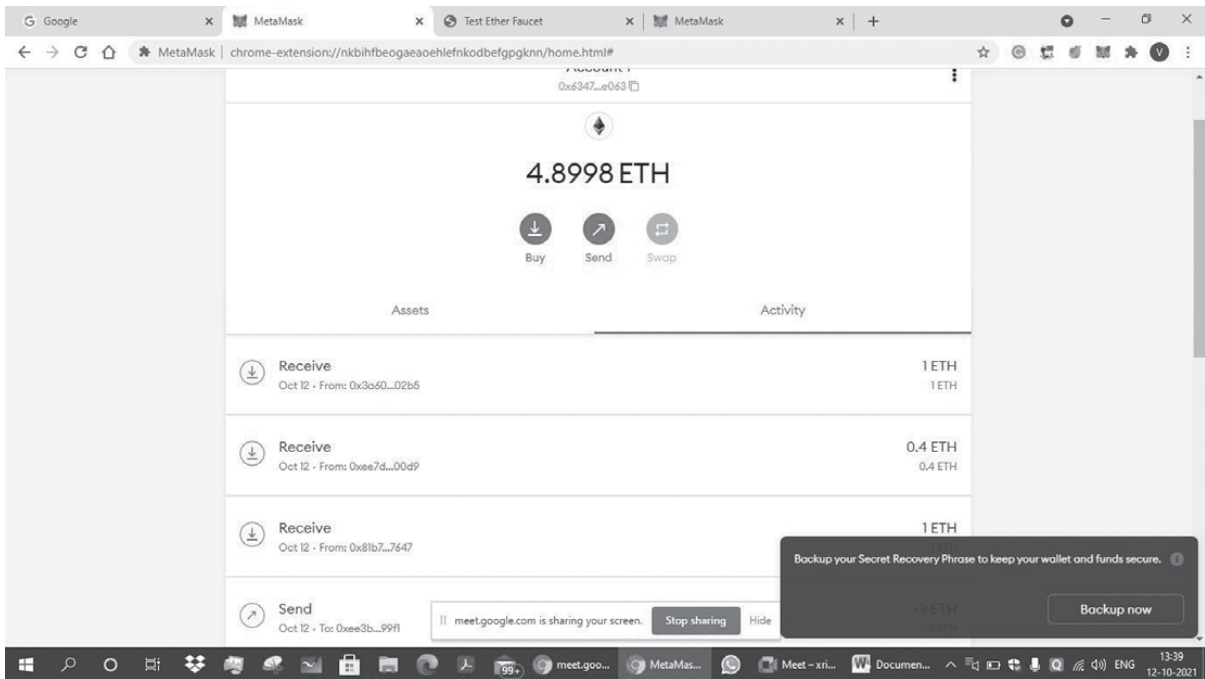 Google
MetaMask
Test Ether Faucet
MetaMask
MetaMask
chrome-extension://nkbihfbeogaeaoehlefnkodbefgpgknn/home.html#
V
Account 1
0x6347...e063
4.8998 ETH
Buy
Send
Swap
Assets
Activity
Receive
1 ETH
Oct 12 · From: 0x3a60...02b5
1 ETH
Receive
0.4 ETH
Oct 12 · From: 0xee7d...00d9
0.4 ETH
Receive
1 ETH
Oct 12 · From: 0x81b7...7647
Backup your Secret Recovery Phrase to keep your wallet and funds secure.
Backup now
Send
-3 ETH
Oct 12 · To: 0xee3b...99f1
meet.google.com is sharing your screen.
Stop sharing
Hide
99+
meet.goo...
MetaMas...
Meet – xri...
Documen...
ENG
13:39
12-10-2021